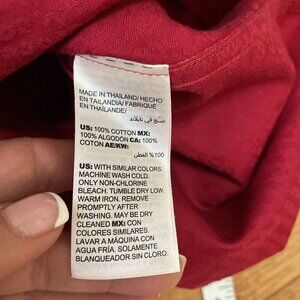 MADE IN THAILAND/ HECHO
EN TAILANDIA/ FABRIQUÉ
EN THAÏLANDE/
صنع في تايلاند
US: 100% COTTON MX:
100% ALGODÓN CA: 100%
COTON AE/KW:
100% القطن
US: WITH SIMILAR COLORS.
MACHINE WASH COLD.
ONLY NON-CHLORINE
BLEACH. TUMBLE DRY LOW.
WARM IRON. REMOVE
PROMPTLY AFTER
WASHING. MAY BE DRY
CLEANED MX: CON
COLORES SIMILARES.
LAVAR A MÁQUINA CON
AGUA FRÍA. SOLAMENTE
BLANQUEADOR SIN CLORO.